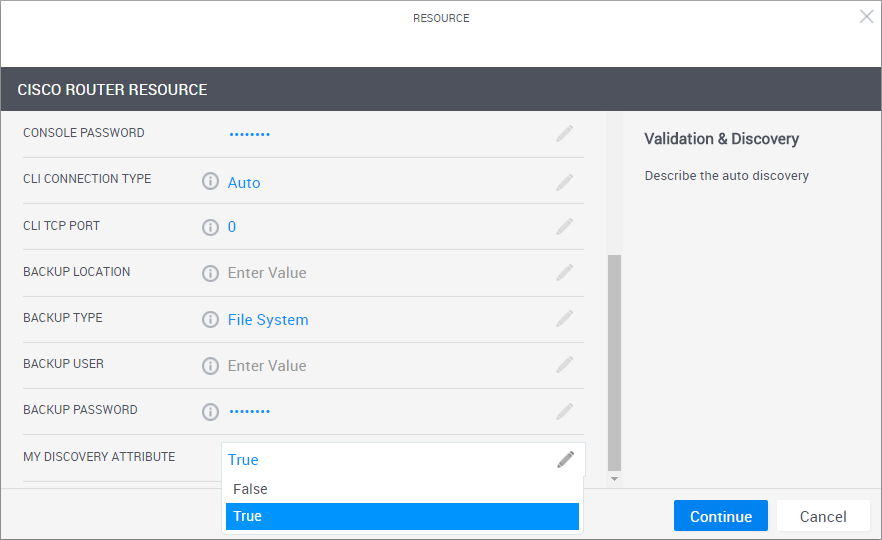 RESOURCE
CISCO ROUTER RESOURCE
CONSOLE PASSWORD ••••••••
CLI CONNECTION TYPE Auto
CLI TCP PORT 0
BACKUP LOCATION Enter Value
BACKUP TYPE File System
BACKUP USER Enter Value
BACKUP PASSWORD ••••••••
MY DISCOVERY ATTRIBUTE True
False
True
Validation & Discovery
Describe the auto discovery
Continue Cancel